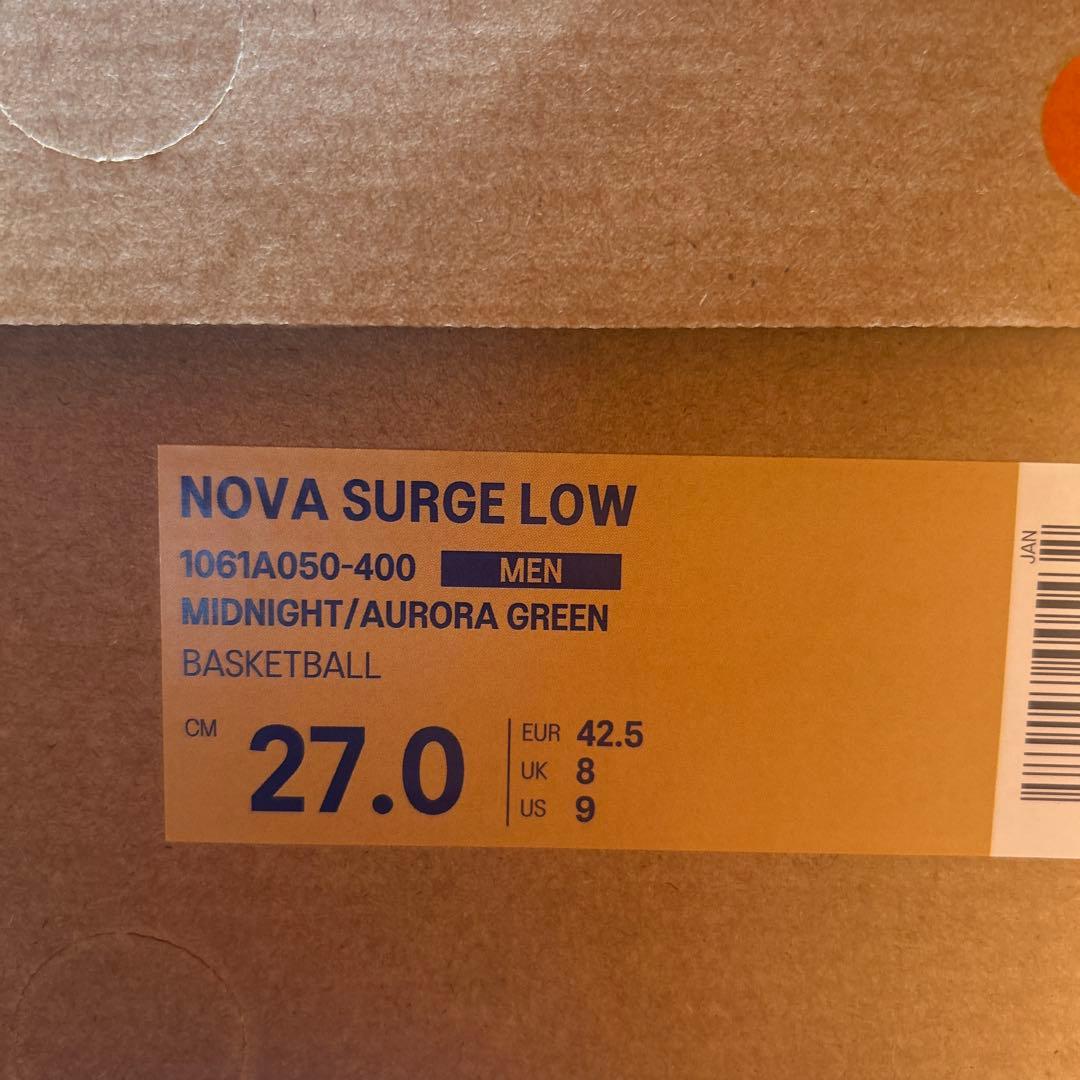 NOVA SURGE LOW
1061A050-400 MEN
MIDNIGHT/AURORA GREEN
BASKETBALL
CM 27.0
EUR 42.5
UK 8
US 9
JAN